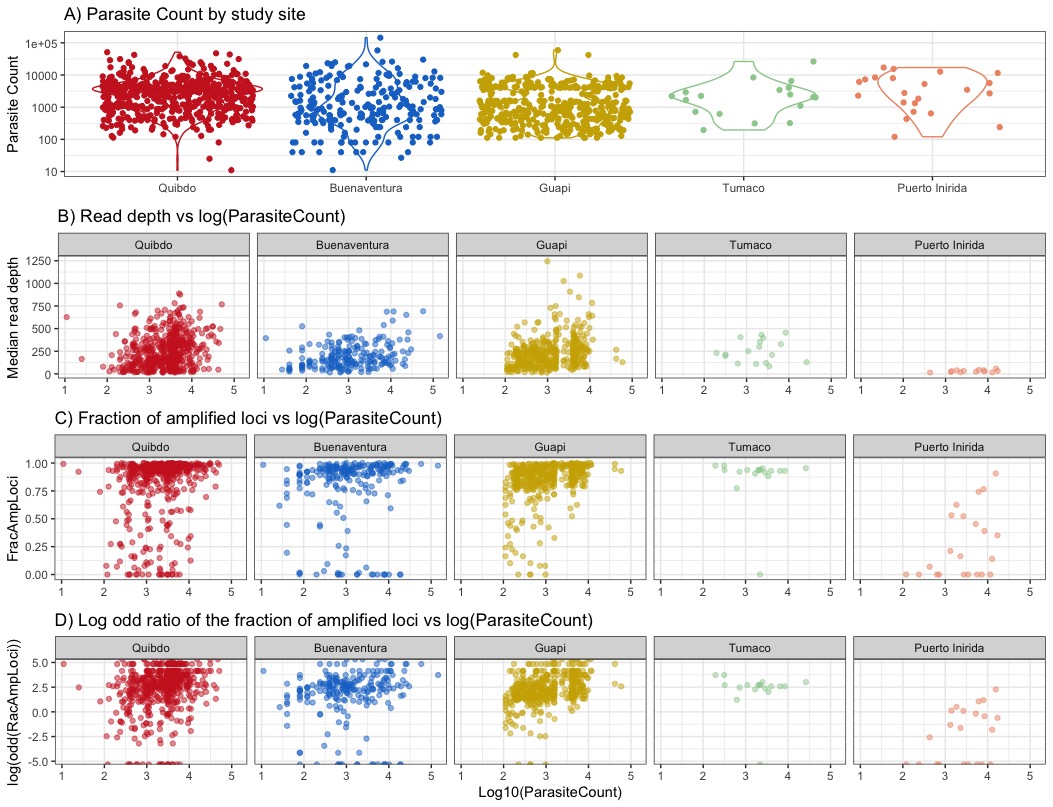 A) Parasite Count by study site
Parasite Count
1e+05
10000
1000
100
10
Quibdo Buenaventura Guapi Tumaco Puerto Inirida
B) Read depth vs log(ParasiteCount)
Quibdo Buenaventura Guapi Tumaco Puerto Inirida
Median read depth
1250
1000
750
500
250
0
1 2 3 4 5 1 2 3 4 5 1 2 3 4 5 1 2 3 4 5 1 2 3 4 5
C) Fraction of amplified loci vs log(ParasiteCount)
Quibdo Buenaventura Guapi Tumaco Puerto Inirida
FracAmpLoci
1.00
0.75
0.50
0.25
0.00
1 2 3 4 5 1 2 3 4 5 1 2 3 4 5 1 2 3 4 5 1 2 3 4 5
D) Log odd ratio of the fraction of amplified loci vs log(ParasiteCount)
Quibdo Buenaventura Guapi Tumaco Puerto Inirida
log(odd(RacAmpLoci))
5.0
2.5
0.0
-2.5
-5.0
1 2 3 4 5 1 2 3 4 5 1 2 3 4 5 1 2 3 4 5 1 2 3 4 5
Log10(ParasiteCount)